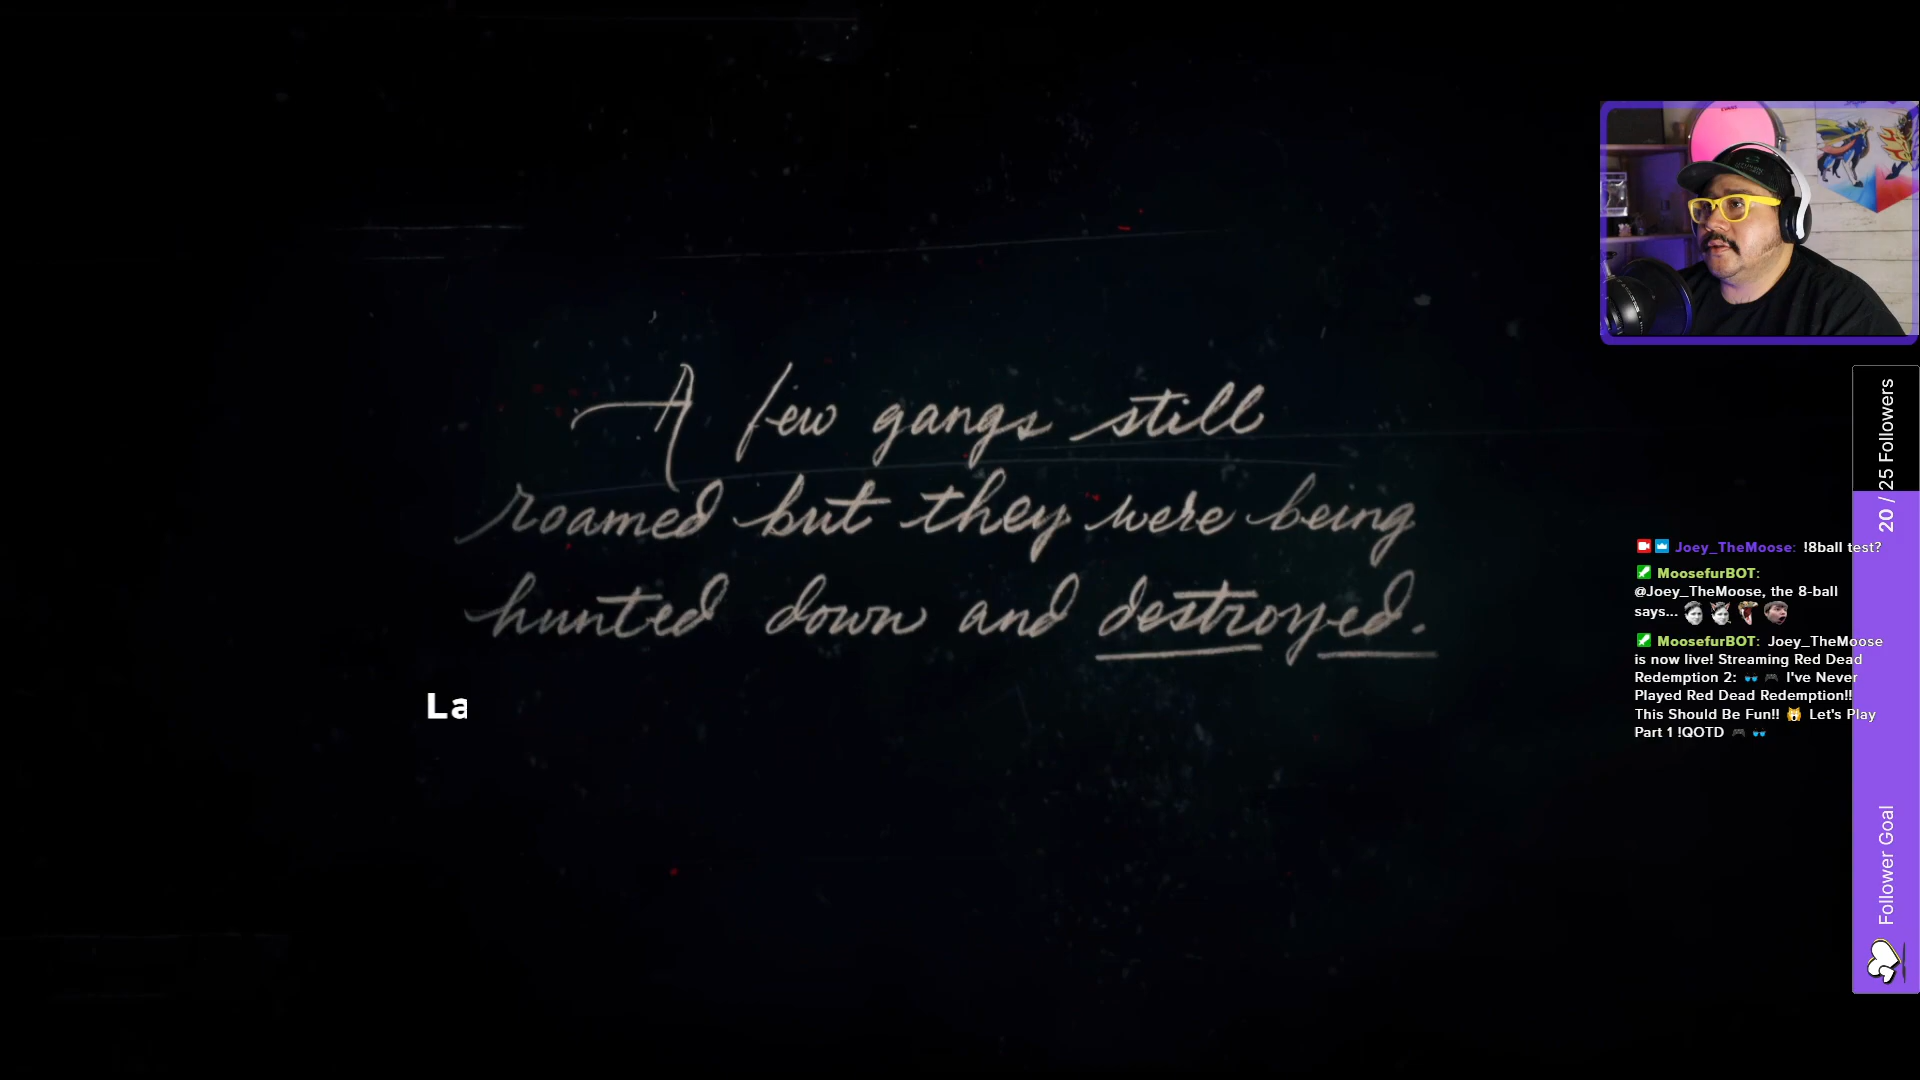 A few gangs still
roamed but they were being
hunted down and destroyed.
La
20 / 25 Followers
Follower Goal
Joey_TheMoose: !8ball test?
MoosefurBOT:
@Joey_TheMoose, the 8-ball
says...
MoosefurBOT: Joey_TheMoose
is now live! Streaming Red Dead
Redemption 2: 🕶️ 🎮 I've Never
Played Red Dead Redemption!!
This Should Be Fun!! 🙀 Let's Play
Part 1 !QOTD 🎮 🕶️